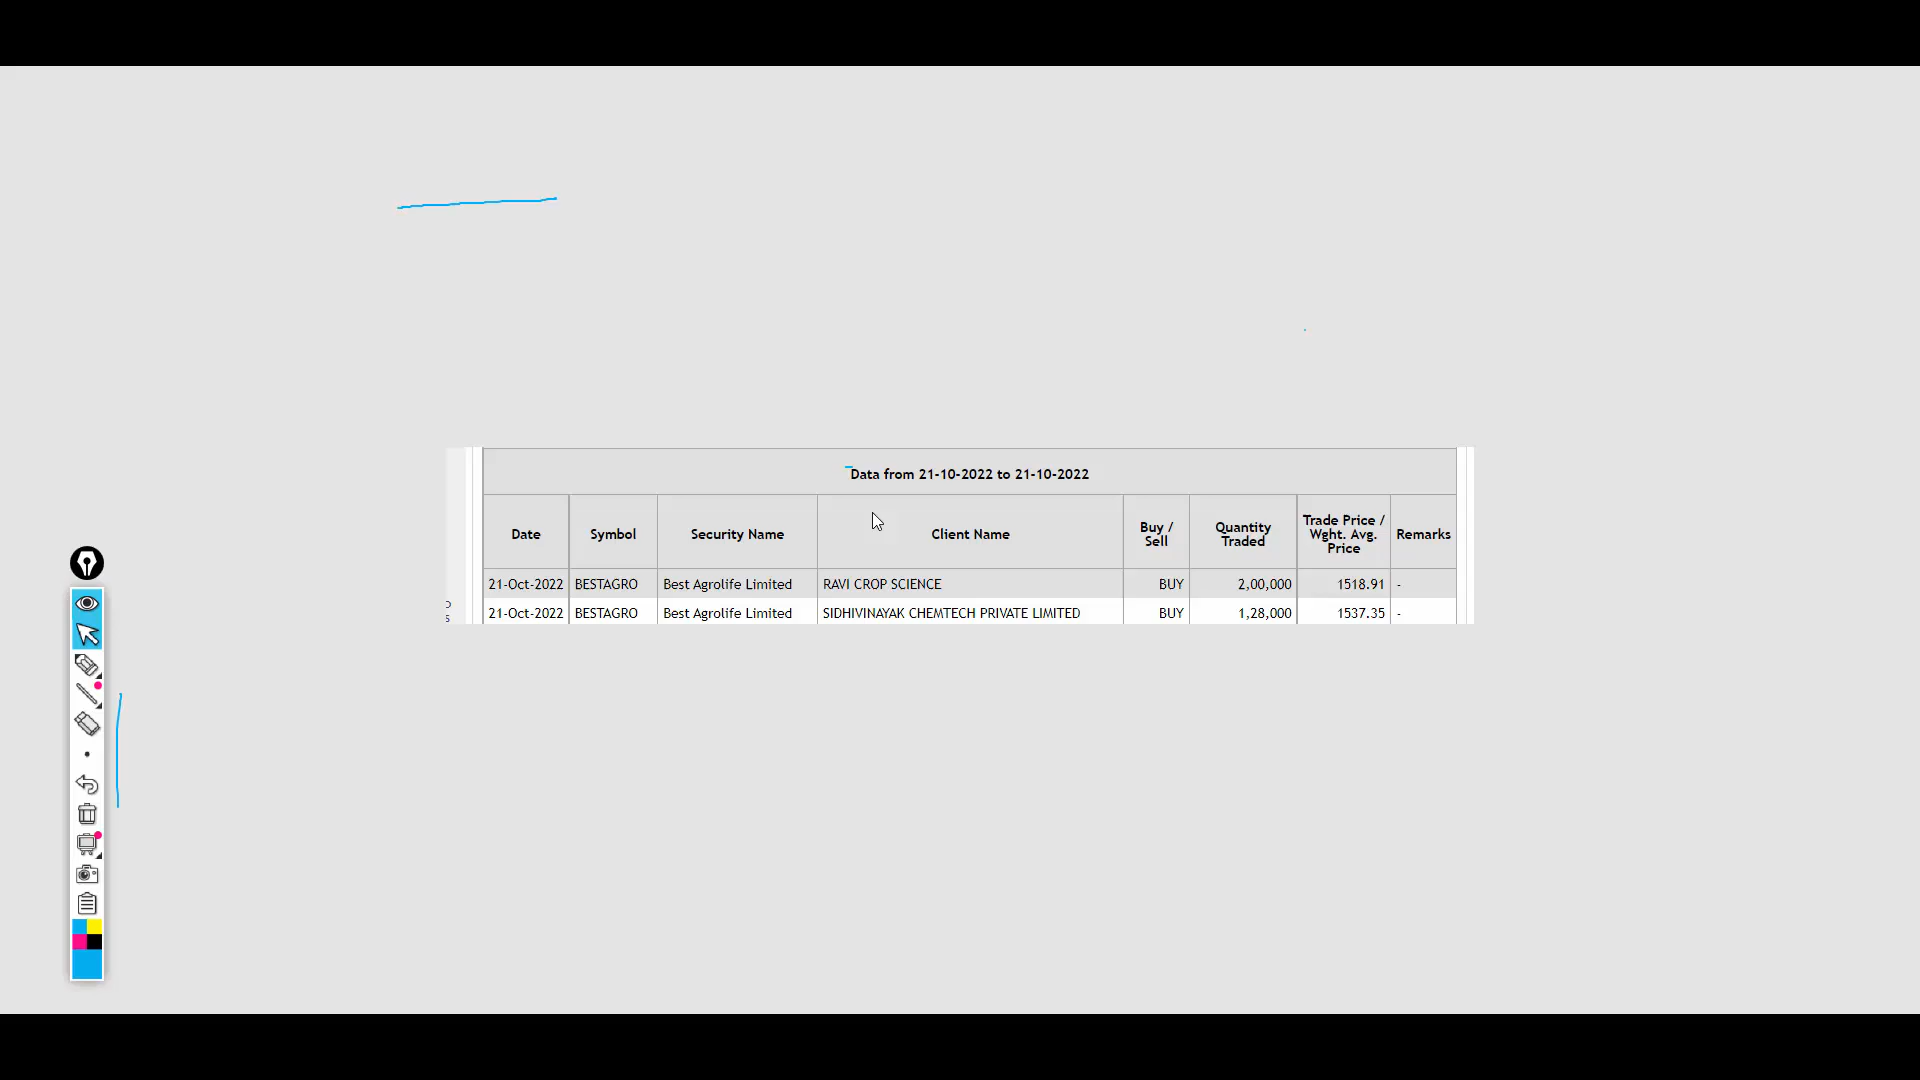 Data from 21-10-2022 to 21-10-2022
Date Symbol Security Name Client Name Buy / Sell Quantity Traded Trade Price / Wght. Avg. Price Remarks
21-Oct-2022 BESTAGRO Best Agrolife Limited RAVI CROP SCIENCE BUY 2,00,000 1518.91 -
21-Oct-2022 BESTAGRO Best Agrolife Limited SIDHIVINAYAK CHEMTECH PRIVATE LIMITED BUY 1,28,000 1537.35 -